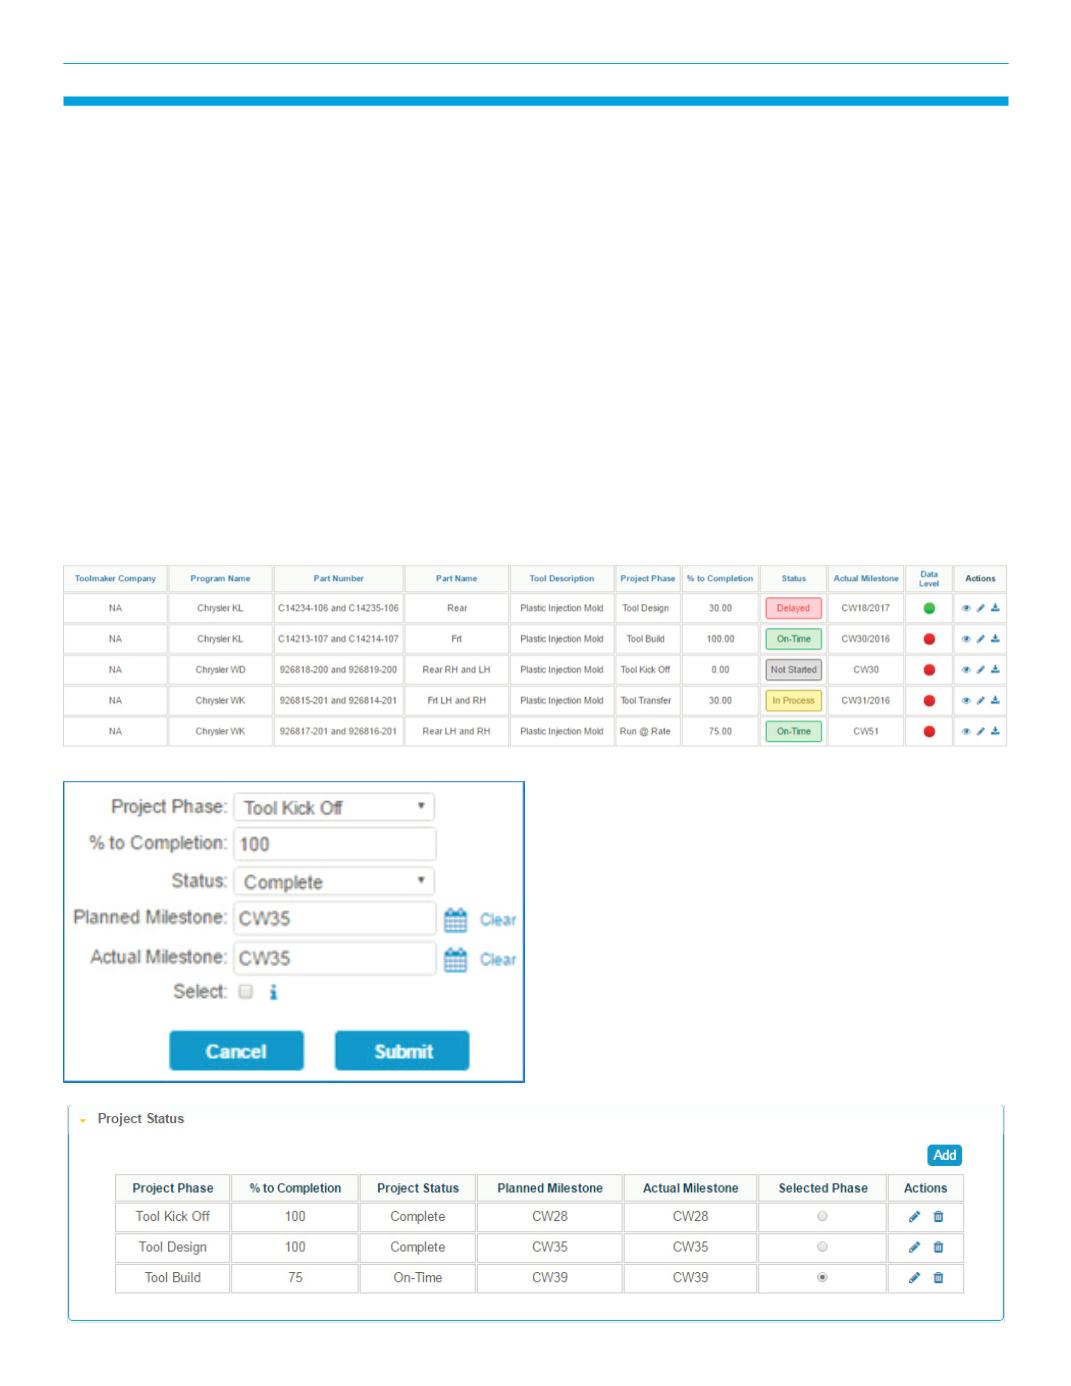 Toolmaker Company Program Name Part Number Part Name Tool Description Project Phase % to Completion Status Actual Milestone Data Level Actions
NA Chrysler KL C14234-106 and C14235-106 Rear Plastic Injection Mold Tool Design 30.00 Delayed CW18/2017
NA Chrysler KL C14213-107 and C14214-107 Frt Plastic Injection Mold Tool Build 100.00 On-Time CW30/2016
NA Chrysler WD 926818-200 and 926819-200 Rear RH and LH Plastic Injection Mold Tool Kick Off 0.00 Not Started CW30
NA Chrysler WK 926815-201 and 926814-201 Frt LH and RH Plastic Injection Mold Tool Transfer 30.00 In Process CW31/2016
NA Chrysler WK 926817-201 and 926816-201 Rear LH and RH Plastic Injection Mold Run @ Rate 75.00 On-Time CW51
Project Phase: Tool Kick Off
% to Completion: 100
Status: Complete
Planned Milestone: CW35 Clear
Actual Milestone: CW35 Clear
Select:
Cancel Submit
Project Status
Add
Project Phase % to Completion Project Status Planned Milestone Actual Milestone Selected Phase Actions
Tool Kick Off 100 Complete CW28 CW28
Tool Design 100 Complete CW35 CW35
Tool Build 75 On-Time CW39 CW39